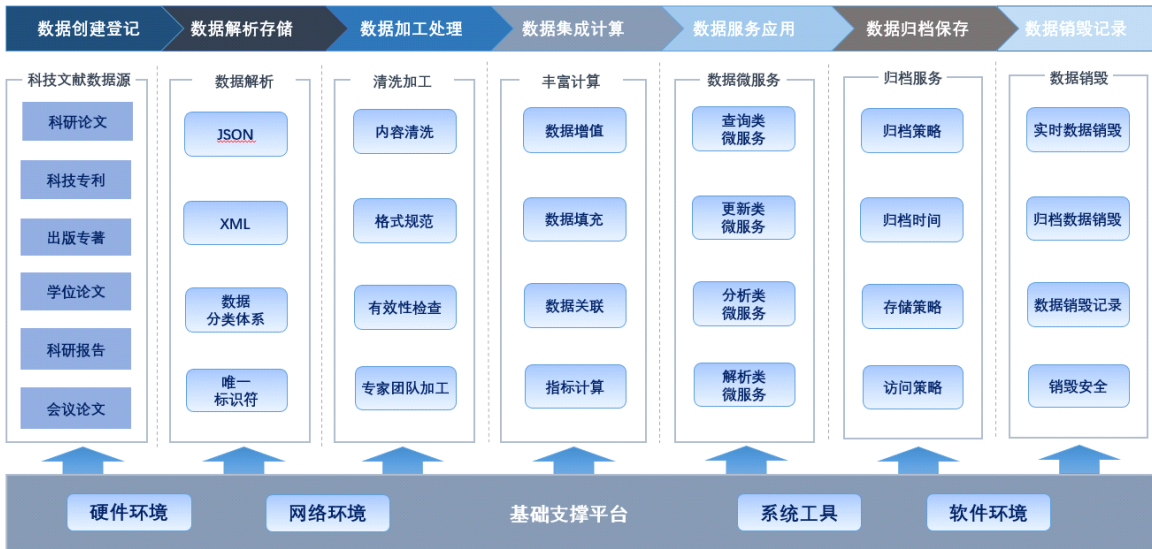 数据创建登记
数据解析存储
数据加工处理
数据集成计算
数据服务应用
数据归档保存
数据销毁记录
科技文献数据源
科研论文
科技专利
出版专著
学位论文
科研报告
会议论文
数据解析
JSON
XML
数据
分类体系
唯一
标识符
清洗加工
内容清洗
格式规范
有效性检查
专家团队加工
丰富计算
数据增值
数据填充
数据关联
指标计算
数据微服务
查询类
微服务
更新类
微服务
分析类
微服务
解析类
微服务
归档服务
归档策略
归档时间
存储策略
访问策略
数据销毁
实时数据销毁
归档数据销毁
数据销毁记录
销毁安全
硬件环境
网络环境
基础支撑平台
系统工具
软件环境